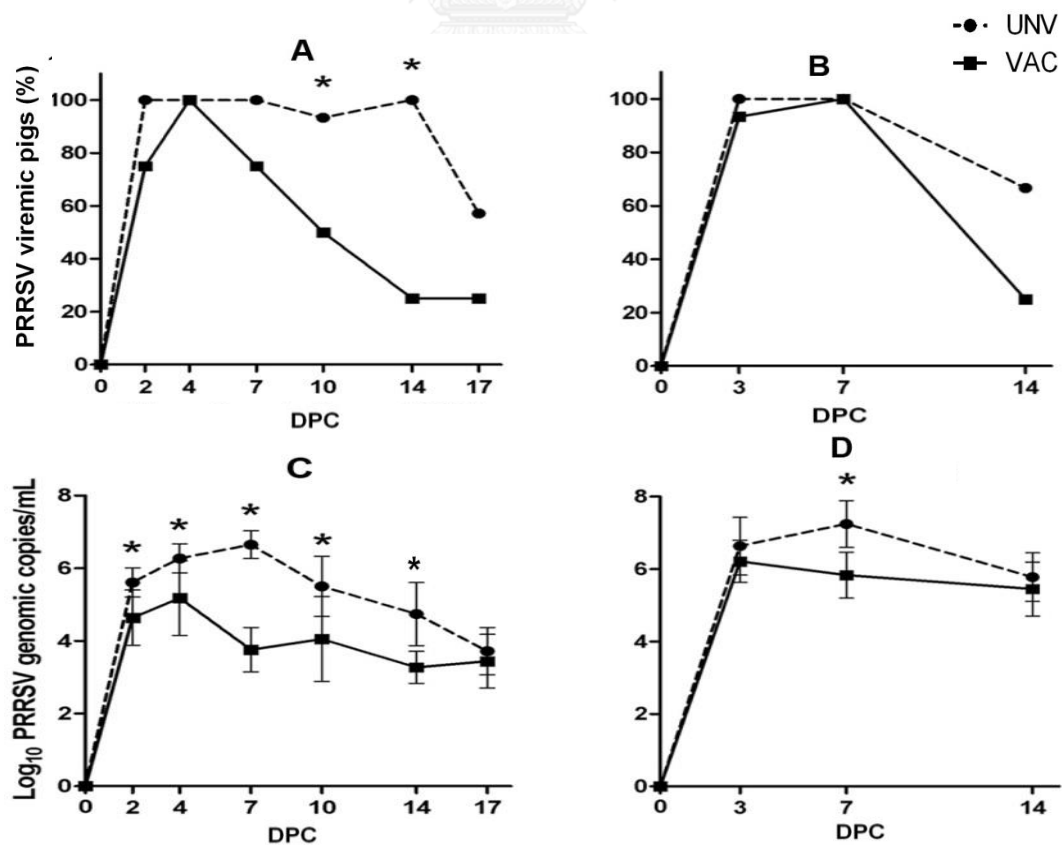 UNV
VAC
A
B
* *
PRRSV viremic pigs (%)
100
80
60
40
20
0
0 2 4 7 10 14 17
DPC
100
80
60
40
20
0
0 3 7 14
DPC
C
D
Log10 PRRSV genomic copies/mL
* * * * *
8
6
4
2
0
0 2 4 7 10 14 17
DPC
*
8
6
4
2
0
0 3 7 14
DPC